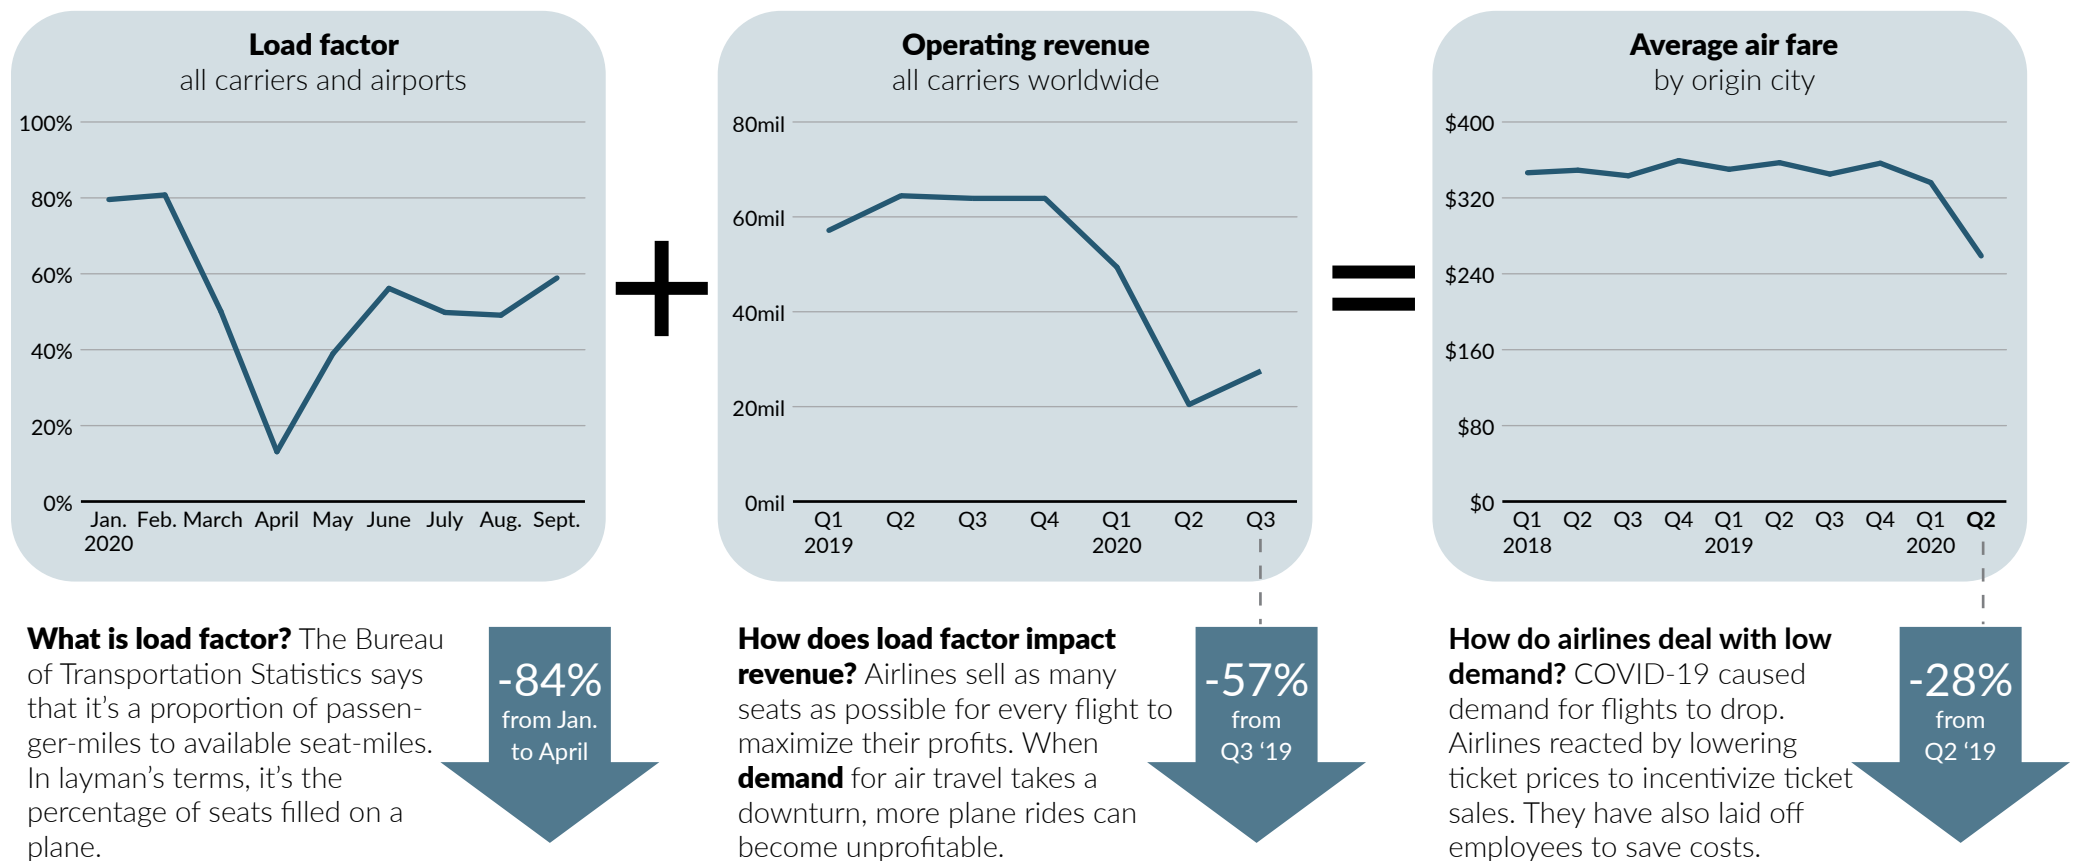 Load factor
all carriers and airports
100%
80%
60%
40%
20%
0%
Jan. Feb. March April May June July Aug. Sept.
2020
Operating revenue
all carriers worldwide
80mil
60mil
40mil
20mil
0mil
Q1 Q2 Q3 Q4 Q1 Q2 Q3
2019 2020
Average air fare
by origin city
$400
$320
$240
$160
$80
$0
Q1 Q2 Q3 Q4 Q1 Q2 Q3 Q4 Q1 Q2
2018 2019 2020
What is load factor? The Bureau
of Transportation Statistics says
that it’s a proportion of passen-
ger-miles to available seat-miles.
In layman’s terms, it’s the
percentage of seats filled on a
plane.
-84%
from Jan.
to April
How does load factor impact
revenue? Airlines sell as many
seats as possible for every flight to
maximize their profits. When
demand for air travel takes a
downturn, more plane rides can
become unprofitable.
-57%
from
Q3 ‘19
How do airlines deal with low
demand? COVID-19 caused
demand for flights to drop.
Airlines reacted by lowering
ticket prices to incentivize ticket
sales. They have also laid off
employees to save costs.
-28%
from
Q2 ‘19